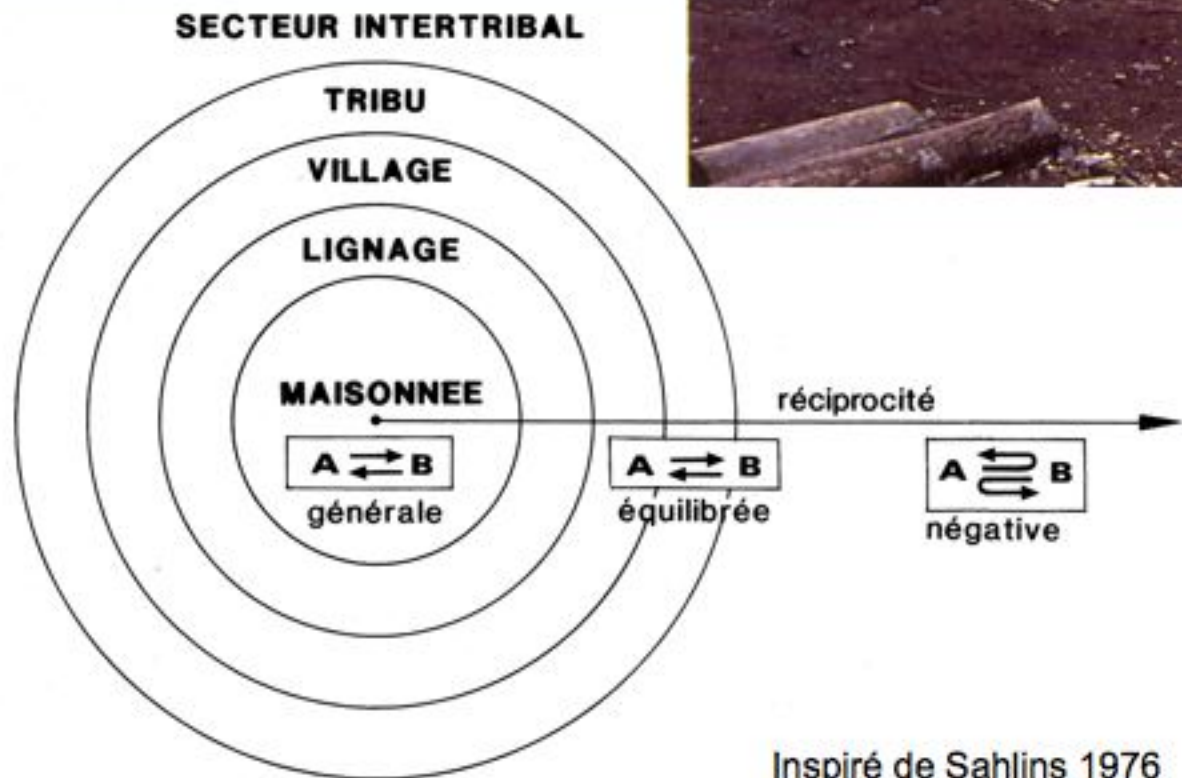 SECTEUR INTERTRIBAL
TRIBU
VILLAGE
LIGNAGE
MAISONNEE
réciprocité
A B
générale
A B
équilibrée
A B
négative
Inspiré de Sahlins 1976